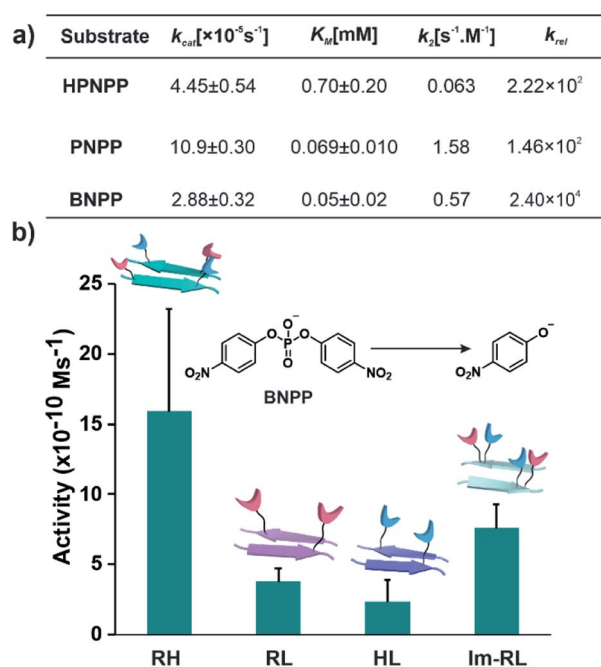 a) Substrate kcat[×10⁻⁵s⁻¹] KM[mM] k2[s⁻¹.M⁻¹] krel
HPNPP 4.45±0.54 0.70±0.20 0.063 2.22×10²
PNPP 10.9±0.30 0.069±0.010 1.58 1.46×10²
BNPP 2.88±0.32 0.05±0.02 0.57 2.40×10⁴
b)
Activity (x10⁻¹⁰ Ms⁻¹)
25
20
15
10
5
0
O⁻
O P O
O
O₂N NO₂
BNPP
O⁻
O₂N
RH RL HL Im-RL